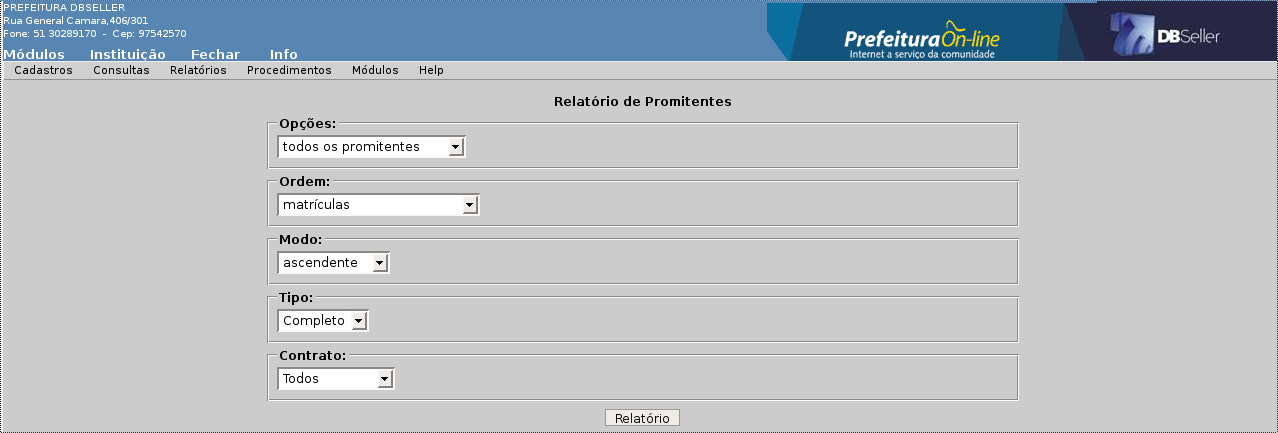 PREFEITURA DBSELLER
Rua General Camara,406/301
Fone: 51 30289170 - Cep: 97542570
Módulos Instituição Fechar Info
PrefeituraOn-line
Internet a serviço da comunidade
DBSeller
Cadastros Consultas Relatórios Procedimentos Módulos Help
Relatório de Promitentes
Opções:
todos os promitentes
Ordem:
matrículas
Modo:
ascendente
Tipo:
Completo
Contrato:
Todos
Relatório